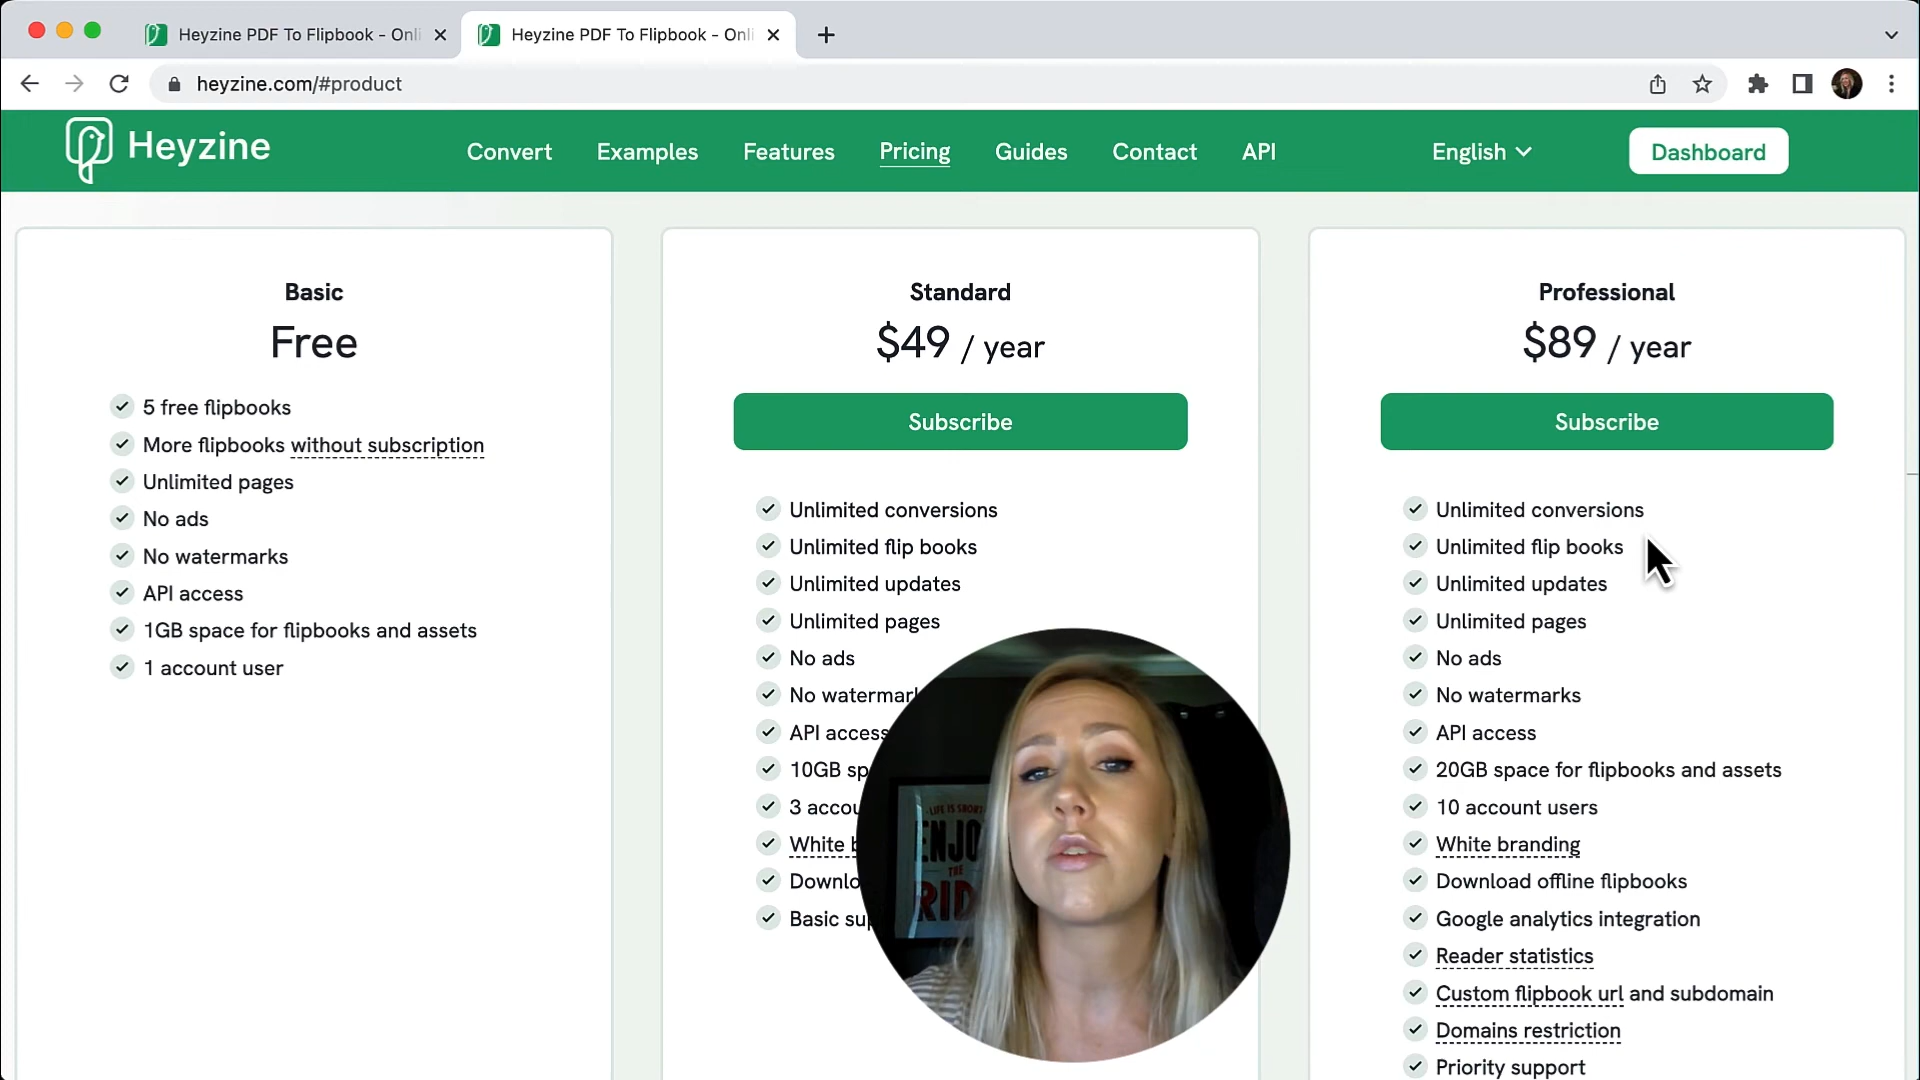 Heyzine PDF To Flipbook - Onli
Heyzine PDF To Flipbook - Onli
heyzine.com/#product
Heyzine
Convert
Examples
Features
Pricing
Guides
Contact
API
English
Dashboard
Basic
Free
5 free flipbooks
More flipbooks without subscription
Unlimited pages
No ads
No watermarks
API access
1GB space for flipbooks and assets
1 account user
Standard
$49 / year
Subscribe
Unlimited conversions
Unlimited flip books
Unlimited updates
Unlimited pages
No ads
No watermar
API access
10GB sp
3 accou
White b
Downlo
Basic su
LIFE IS SHORT
ENJO
THE
RID
Professional
$89 / year
Subscribe
Unlimited conversions
Unlimited flip books
Unlimited updates
Unlimited pages
No ads
No watermarks
API access
20GB space for flipbooks and assets
10 account users
White branding
Download offline flipbooks
Google analytics integration
Reader statistics
Custom flipbook url and subdomain
Domains restriction
Priority support